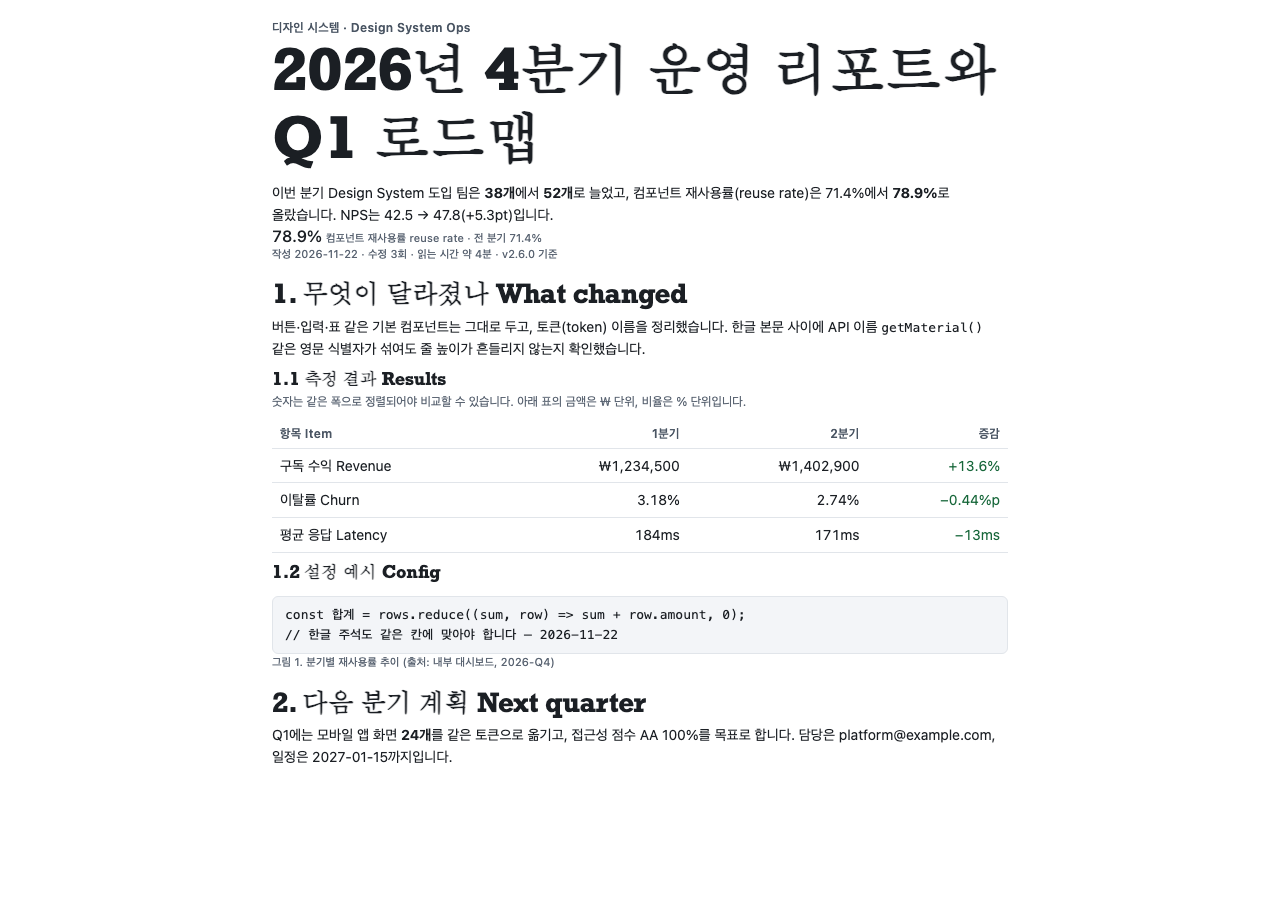 디자인 시스템 · Design System Ops
2026년 4분기 운영 리포트와
Q1 로드맵
이번 분기 Design System 도입 팀은 38개에서 52개로 늘었고, 컴포넌트 재사용률(reuse rate)은 71.4%에서 78.9%로
올랐습니다. NPS는 42.5 → 47.8(+5.3pt)입니다.
78.9% 컴포넌트 재사용률 reuse rate · 전 분기 71.4%
작성 2026-11-22 · 수정 3회 · 읽는 시간 약 4분 · v2.6.0 기준
1. 무엇이 달라졌나 What changed
버튼·입력·표 같은 기본 컴포넌트는 그대로 두고, 토큰(token) 이름을 정리했습니다. 한글 본문 사이에 API 이름 getMaterial()
같은 영문 식별자가 섞여도 줄 높이가 흔들리지 않는지 확인했습니다.
1.1 측정 결과 Results
숫자는 같은 폭으로 정렬되어야 비교할 수 있습니다. 아래 표의 금액은 ₩ 단위, 비율은 % 단위입니다.
항목 Item 1분기 2분기 증감
구독 수익 Revenue ₩1,234,500 ₩1,402,900 +13.6%
이탈률 Churn 3.18% 2.74% −0.44%p
평균 응답 Latency 184ms 171ms −13ms
1.2 설정 예시 Config
const 합계 = rows.reduce((sum, row) => sum + row.amount, 0);
// 한글 주석도 같은 칸에 맞아야 합니다 — 2026-11-22
그림 1. 분기별 재사용률 추이 (출처: 내부 대시보드, 2026-Q4)
2. 다음 분기 계획 Next quarter
Q1에는 모바일 앱 화면 24개를 같은 토큰으로 옮기고, 접근성 점수 AA 100%를 목표로 합니다. 담당은 platform@example.com,
일정은 2027-01-15까지입니다.